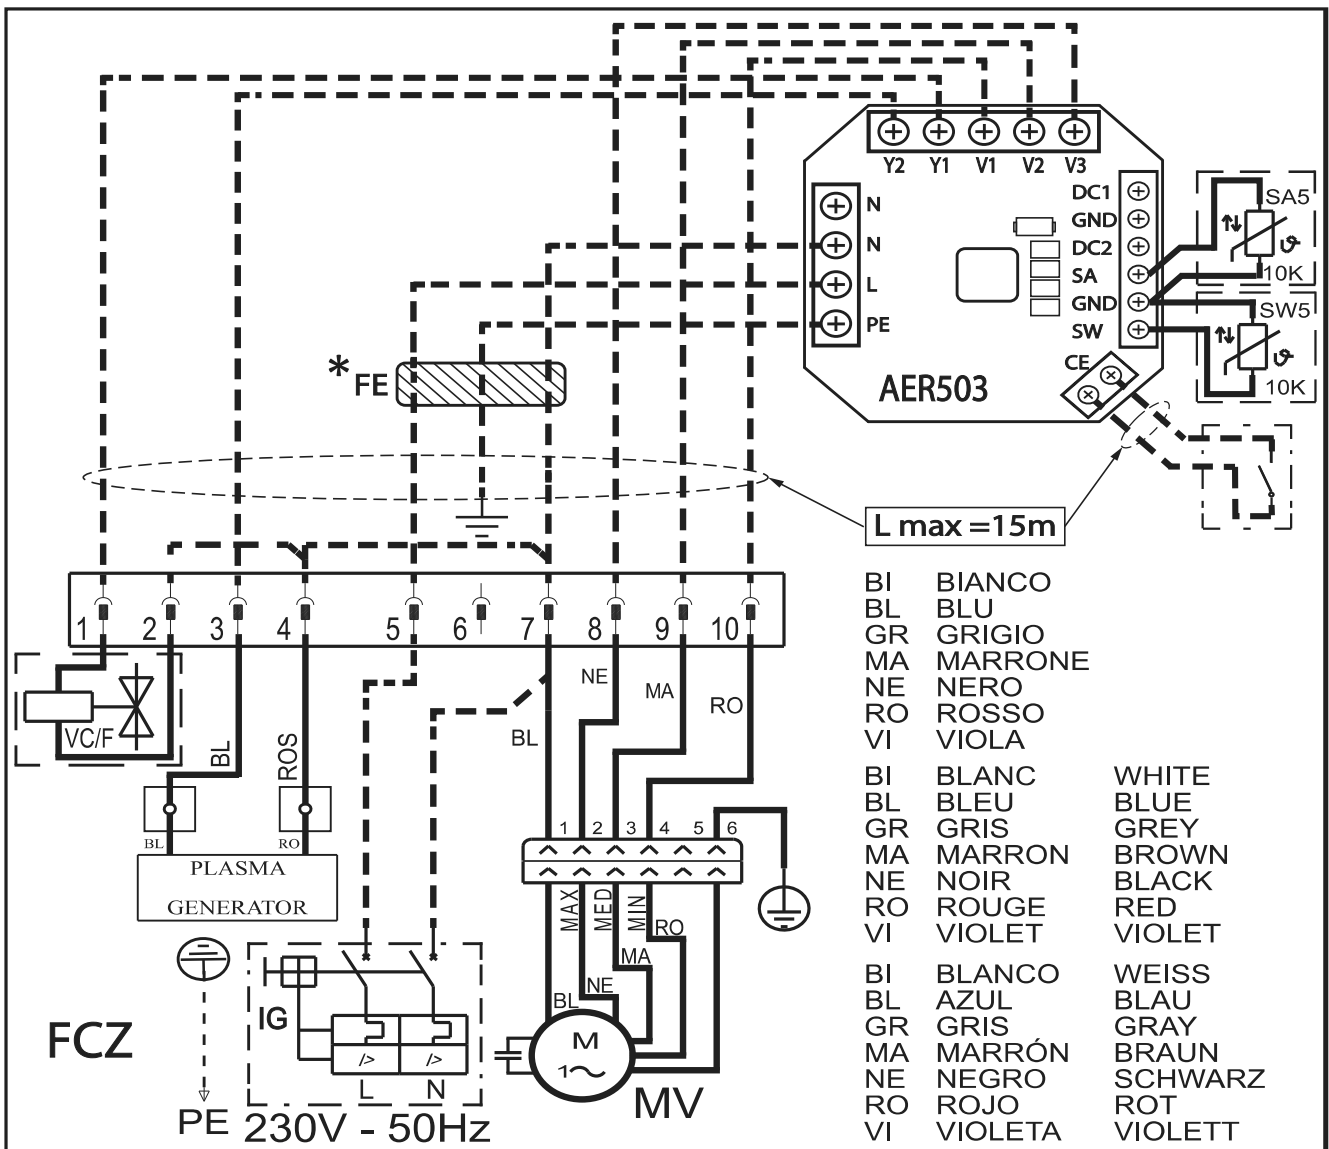 Y2 Y1 V1 V2 V3
N
N
L
PE
DC1
GND
DC2
SA
GND
SW
CE
AER503
SA5
10K
SW5
10K
* FE
L max =15m
1 2 3 4 5 6 7 8 9 10
VC/F
BL
ROS
BL
NE
MA
RO
BL RO
PLASMA
GENERATOR
1 2 3 4 5 6
MAX
MED
MIN
RO
MA
NE
BL
M
1
MV
IG
L N
FCZ
PE
230V - 50Hz
BI BIANCO
BL BLU
GR GRIGIO
MA MARRONE
NE NERO
RO ROSSO
VI VIOLA
BI BLANC WHITE
BL BLEU BLUE
GR GRIS GREY
MA MARRON BROWN
NE NOIR BLACK
RO ROUGE RED
VI VIOLET VIOLET
BI BLANCO WEISS
BL AZUL BLAU
GR GRIS GRAY
MA MARRÓN BRAUN
NE NEGRO SCHWARZ
RO ROJO ROT
VI VIOLETA VIOLETT